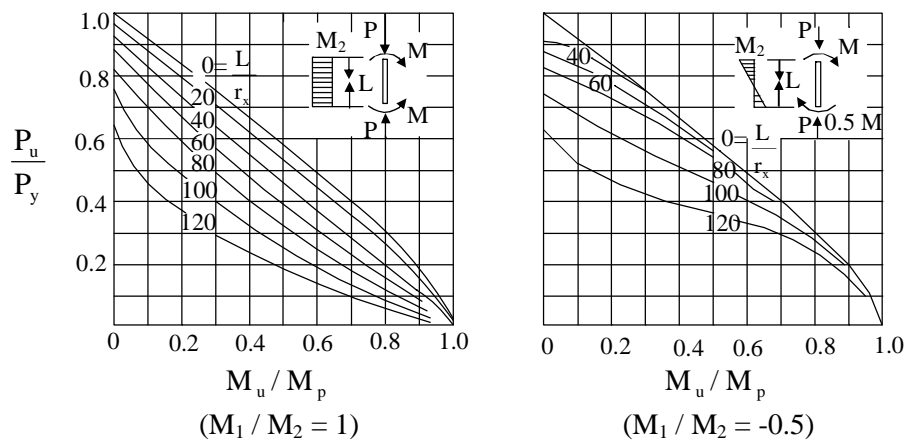 P_u
P_y
1.0
0.8
0.6
0.4
0.2
0
0.2
0.4
0.6
0.8
1.0
0= L
r_x
20
40
60
80
100
120
M_2
L
P
M
P
M
M_u / M_p
(M_1 / M_2 = 1)
40
60
0= L
r_x
80
100
120
M_2
L
P
M
P
0.5 M
0
0.2
0.4
0.6
0.8
1.0
M_u / M_p
(M_1 / M_2 = -0.5)